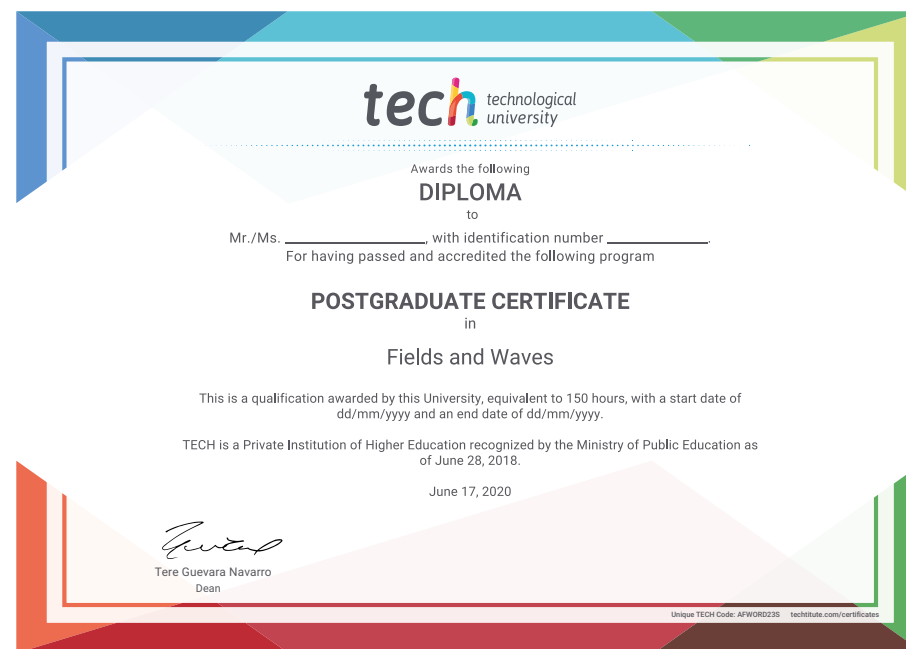 tech technological
university
Awards the following
DIPLOMA
to
Mr./Ms. ____________________, with identification number ______________.
For having passed and accredited the following program
POSTGRADUATE CERTIFICATE
in
Fields and Waves
This is a qualification awarded by this University, equivalent to 150 hours, with a start date of
dd/mm/yyyy and an end date of dd/mm/yyyy.
TECH is a Private Institution of Higher Education recognized by the Ministry of Public Education as
of June 28, 2018.
June 17, 2020
Tere Guevara Navarro
Dean
Unique TECH Code: AFWORD23S techtitute.com/certificates